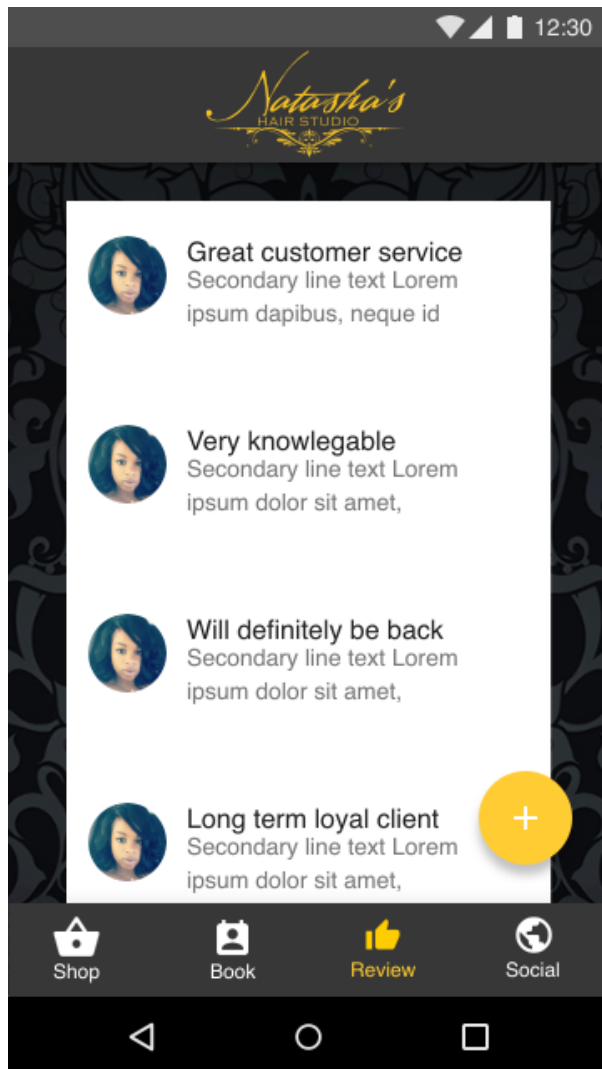 12:30
Natasha's
HAIR STUDIO
Great customer service
Secondary line text Lorem
ipsum dapibus, neque id
Very knowlegable
Secondary line text Lorem
ipsum dolor sit amet,
Will definitely be back
Secondary line text Lorem
ipsum dolor sit amet,
Long term loyal client
Secondary line text Lorem
ipsum dolor sit amet,
+
Shop
Book
Review
Social